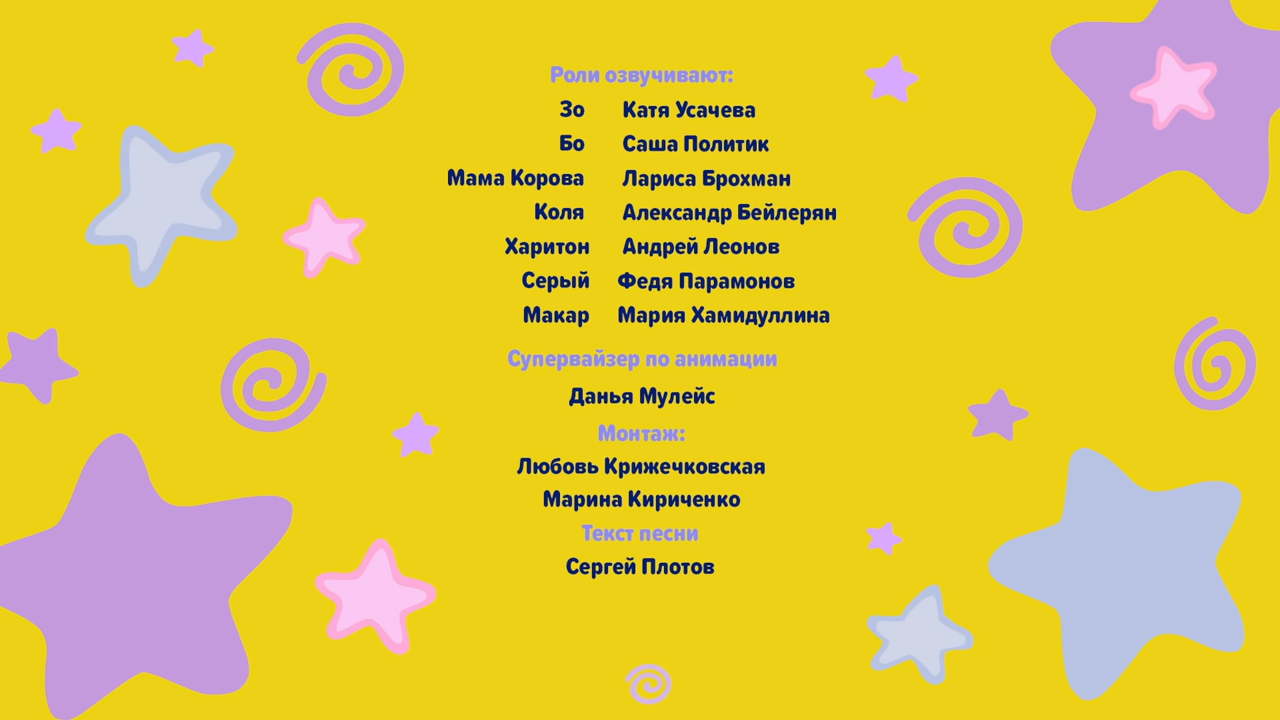 Роли озвучивают:
Зо Катя Усачева
Бо Саша Политик
Мама Корова Лариса Брохман
Коля Александр Бейлерян
Харитон Андрей Леонов
Серый Федя Парамонов
Макар Мария Хамидуллина
Супервайзер по анимации
Данья Мулейс
Монтаж:
Любовь Крижечковская
Марина Кириченко
Текст песни
Сергей Плотов